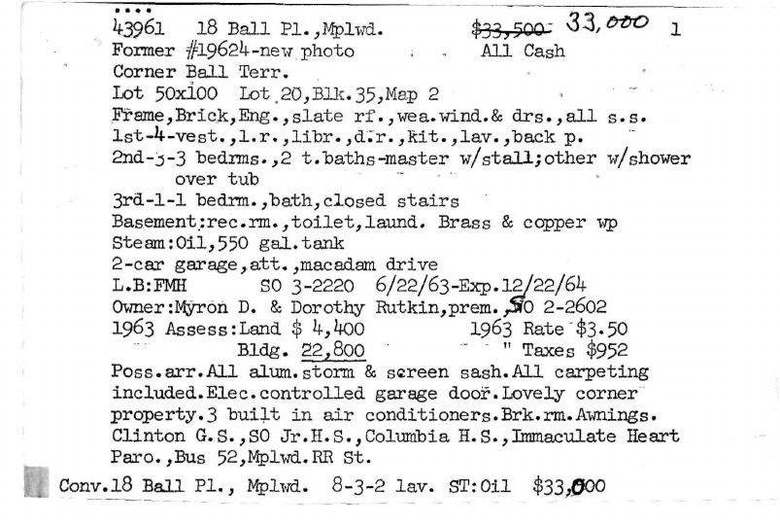 43961 18 Ball Pl.,Mplwd. $33,500 33,000 1
Former #19624-new photo All Cash
Corner Ball Terr.
Lot 50x100 Lot 20,Blk.35,Map 2
Frame,Brick,Eng.,slate rf.,wea.wind.& drs.,all s.s.
1st-4-vest.,l.r.,libr.,d.r.,kit.,lav.,back p.
2nd-3-3 bedrms.,2 t.baths-master w/stall;other w/shower
over tub
3rd-1-1 bedrm.,bath,closed stairs
Basement:rec.rm.,toilet,laund. Brass & copper wp
Steam:Oil,550 gal.tank
2-car garage,att.,macadam drive
L.B:FMH SO 3-2220 6/22/63-Exp.12/22/64
Owner:Myron D. & Dorothy Rutkin,prem.,SO 2-2602
1963 Assess:Land $ 4,400 1963 Rate $3.50
Bldg. 22,800 " Taxes $952
Poss.arr.All alum.storm & screen sash.All carpeting
included.Elec.controlled garage door.Lovely corner
property.3 built in air conditioners.Brk.rm.Awnings.
Clinton G.S.,SO Jr.H.S.,Columbia H.S.,Immaculate Heart
Paro.,Bus 52,Mplwd.RR St.
Conv.18 Ball Pl., Mplwd. 8-3-2 lav. ST:Oil $33,000